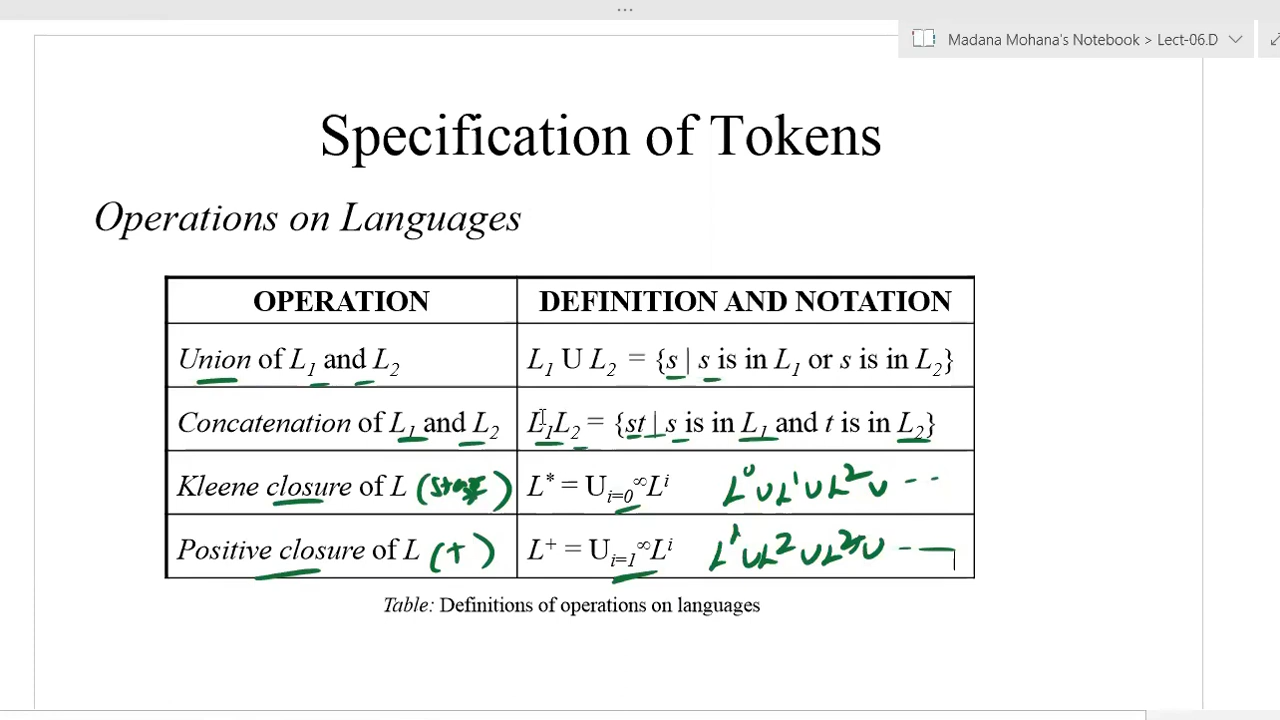 ...
Madana Mohana's Notebook > Lect-06.D
Specification of Tokens
Operations on Languages
OPERATION DEFINITION AND NOTATION
Union of L₁ and L₂ L₁ U L₂ = {s | s is in L₁ or s is in L₂}
Concatenation of L₁ and L₂ L₁L₂ = {st | s is in L₁ and t is in L₂}
Kleene closure of L L* = Uᵢ₌₀^∞Lⁱ L⁰ U L¹ U L² U - -
Positive closure of L (+) L⁺ = Uᵢ₌₁^∞Lⁱ L¹ U L² U L³ U - -
Table: Definitions of operations on languages